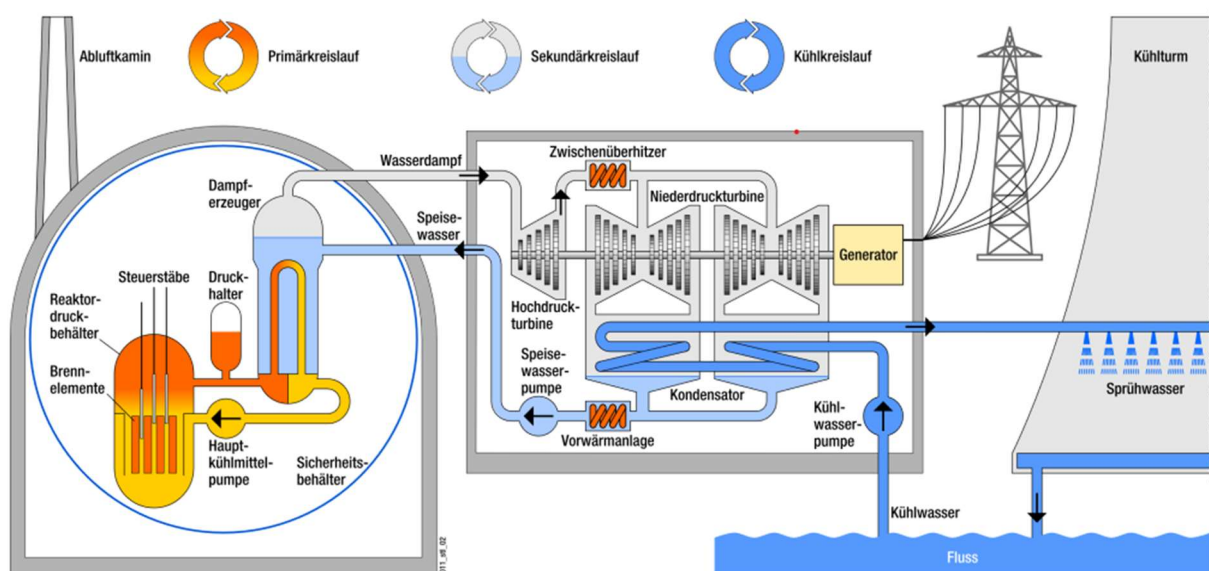 Abluftkamin
Primärkreislauf
Sekundärkreislauf
Kühlkreislauf
Kühlturm
Wasserdampf
Zwischenüberhitzer
Dampf-
erzeuger
Niederdruckturbine
Speise-
wasser
Generator
Steuerstäbe
Druck-
halter
Reaktor-
druck-
behälter
Hochdruck-
turbine
Brenn-
elemente
Speise-
wasser-
pumpe
Kondensator
Sprühwasser
Kühl-
wasser-
pumpe
Vorwärmanlage
Haupt-
kühlmittel-
pumpe
Sicherheits-
behälter
Kühlwasser
Fluss
011_stl_02